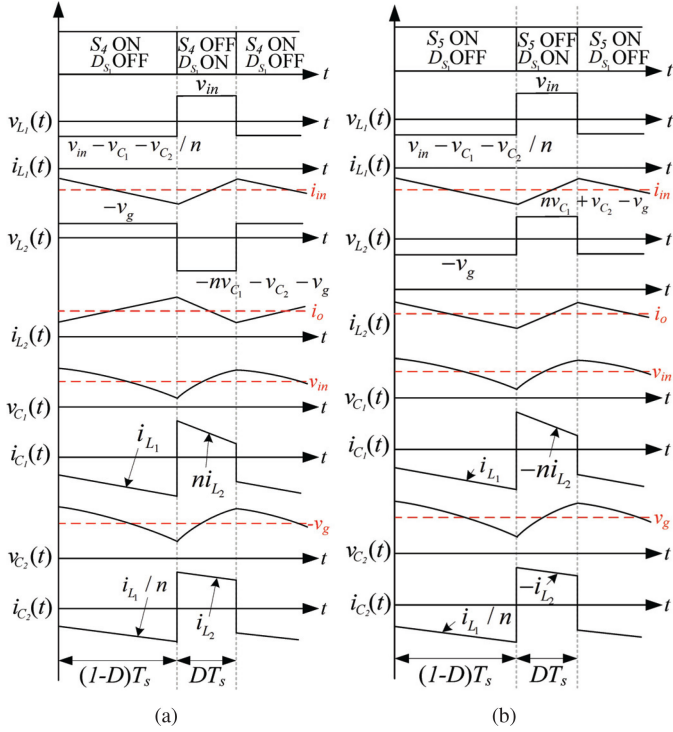 S4 ON S4 OFF S4 ON
DS1 OFF DS1 ON DS1 OFF
t
vin
vL1(t)
t
vin − vC1 − vC2 / n
iL1(t)
t
iin
−vg
vL2(t)
t
−nvC1 − vC2 − vg
io
iL2(t)
t
vin
vC1(t)
t
iL1
iC1(t)
t
niL2
-vg
vC2(t)
t
iL1 / n
iC2(t)
t
iL2
(1-D)Ts DTs
(a)
S5 ON S5 OFF S5 ON
DS1 OFF DS1 ON DS1 OFF
t
vin
vL1(t)
t
vin − vC1 − vC2 / n
iL1(t)
t
iin
nvC1 + vC2 − vg
vL2(t)
t
−vg
t
io
iL2(t)
vin
vC1(t)
t
iC1(t)
t
iL1
−niL2
vg
vC2(t)
t
−iL2
iC2(t)
t
iL1 / n
(1-D)Ts DTs
(b)